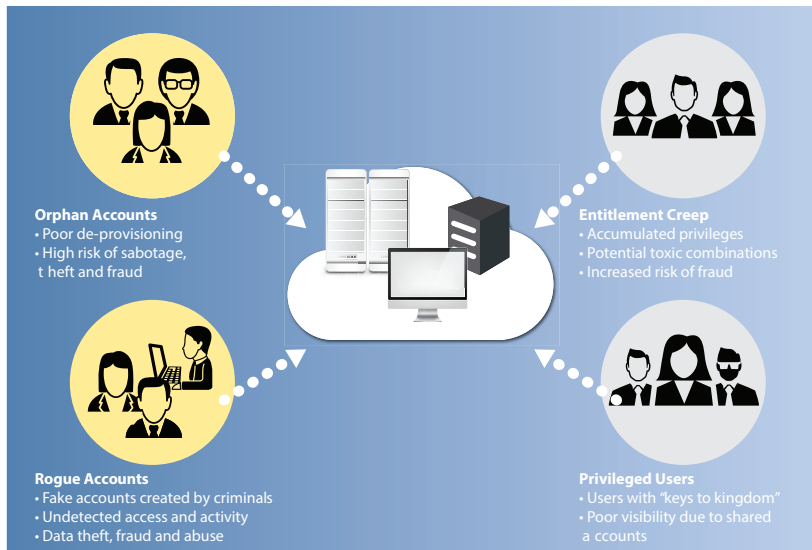 Orphan Accounts
• Poor de-provisioning
• High risk of sabotage,
t heft and fraud
Entitlement Creep
• Accumulated privileges
• Potential toxic combinations
• Increased risk of fraud
Rogue Accounts
• Fake accounts created by criminals
• Undetected access and activity
• Data theft, fraud and abuse
Privileged Users
• Users with “keys to kingdom”
• Poor visibility due to shared
a ccounts